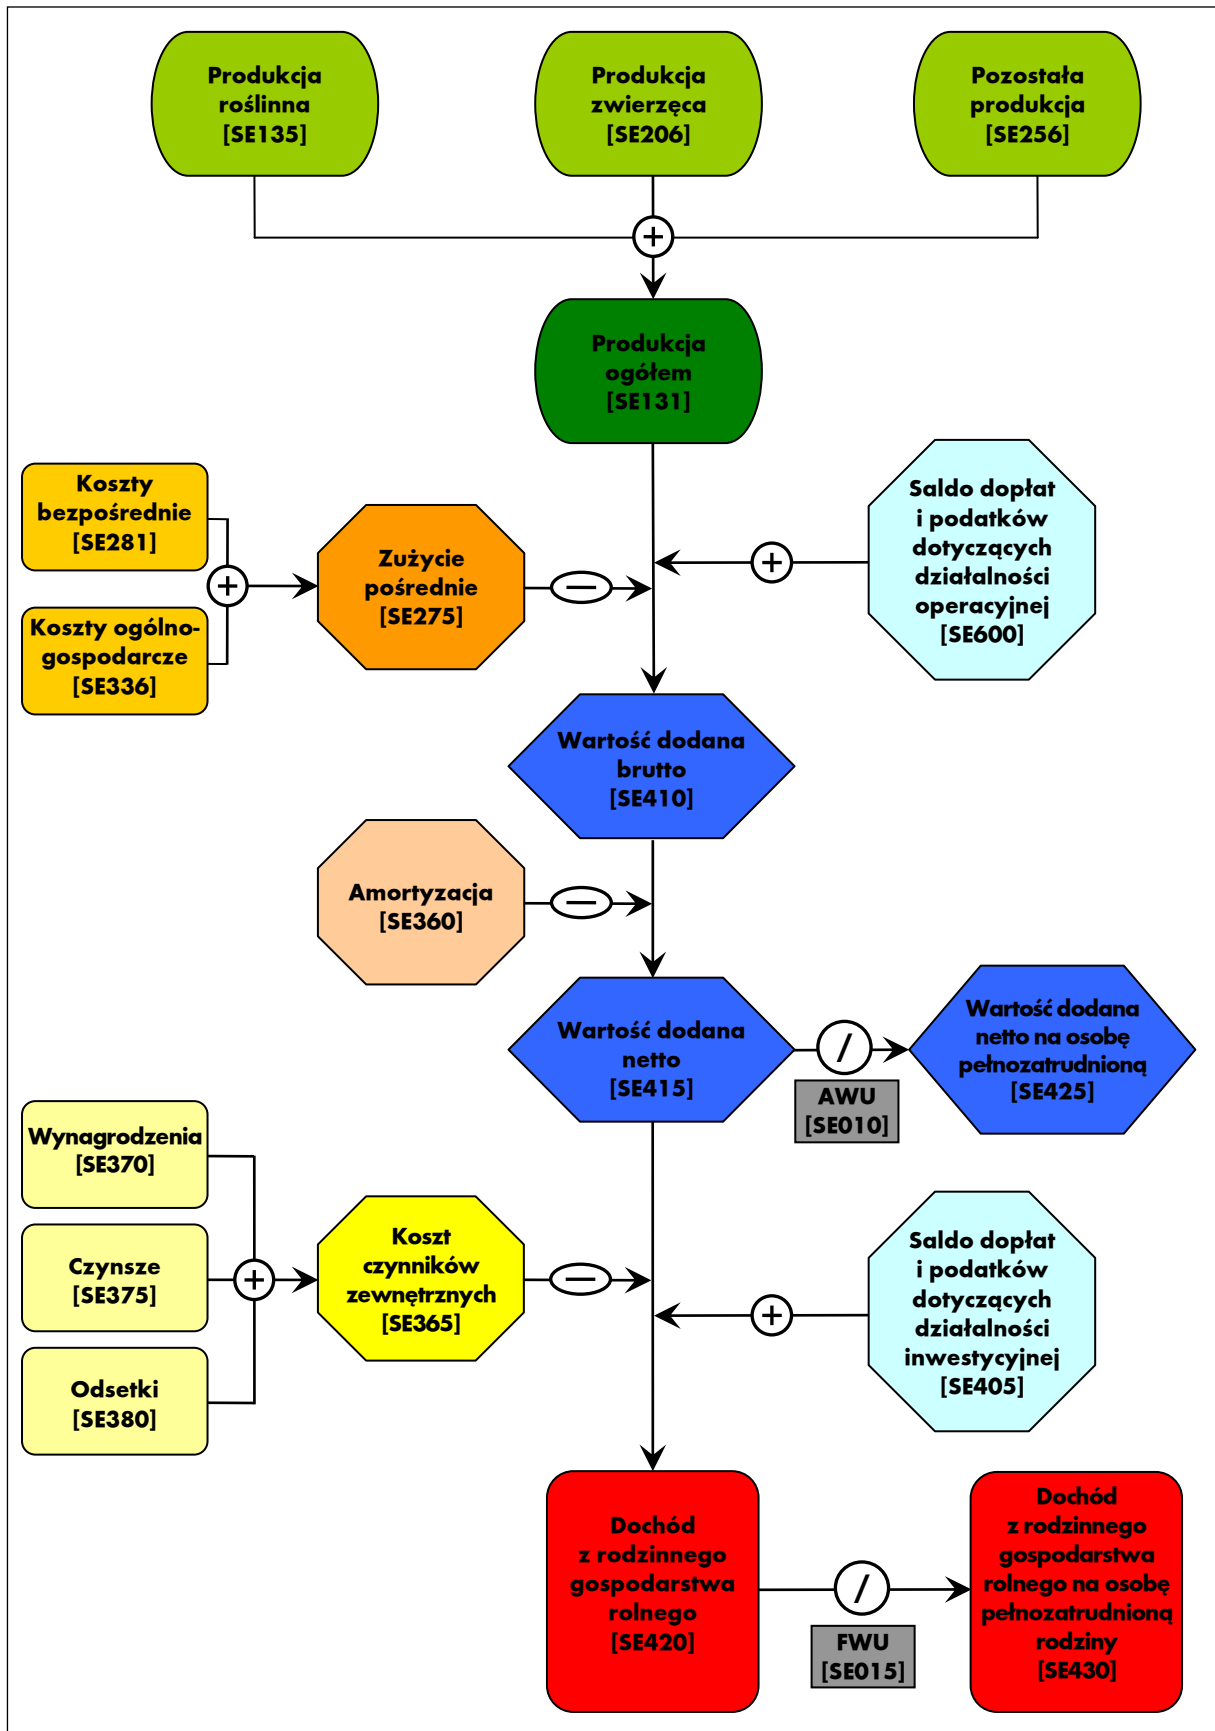 Produkcja
roślinna
[SE135]
Produkcja
zwierzęca
[SE206]
Pozostała
produkcja
[SE256]
+
Produkcja
ogółem
[SE131]
Koszty
bezpośrednie
[SE281]
+
Koszty ogólno-
gospodarcze
[SE336]
Zużycie
pośrednie
[SE275]
−
+
Saldo dopłat
i podatków
dotyczących
działalności
operacyjnej
[SE600]
Wartość dodana
brutto
[SE410]
Amortyzacja
[SE360]
−
Wartość dodana
netto
[SE415]
/
AWU
[SE010]
Wartość dodana
netto na osobę
pełnozatrudnioną
[SE425]
Wynagrodzenia
[SE370]
Czynsze
[SE375]
+
Odsetki
[SE380]
Koszt
czynników
zewnętrznych
[SE365]
−
+
Saldo dopłat
i podatków
dotyczących
działalności
inwestycyjnej
[SE405]
Dochód
z rodzinnego
gospodarstwa
rolnego
[SE420]
/
FWU
[SE015]
Dochód
z rodzinnego
gospodarstwa
rolnego na osobę
pełnozatrudnioną
rodziny
[SE430]